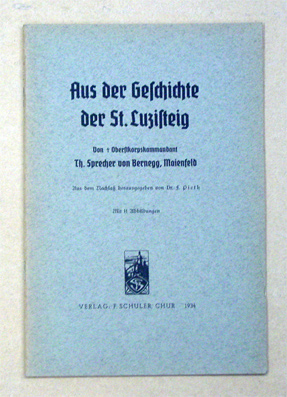 Aus der Geschichte
der St. Luzisteig
Von † Oberstkorpskommandant
Th. Sprecher von Bernegg, Maienfeld
Aus dem Nachlaß herausgegeben von Dr. F. Pieth
Mit 11 Abbildungen
VERLAG F. SCHULER CHUR 1934